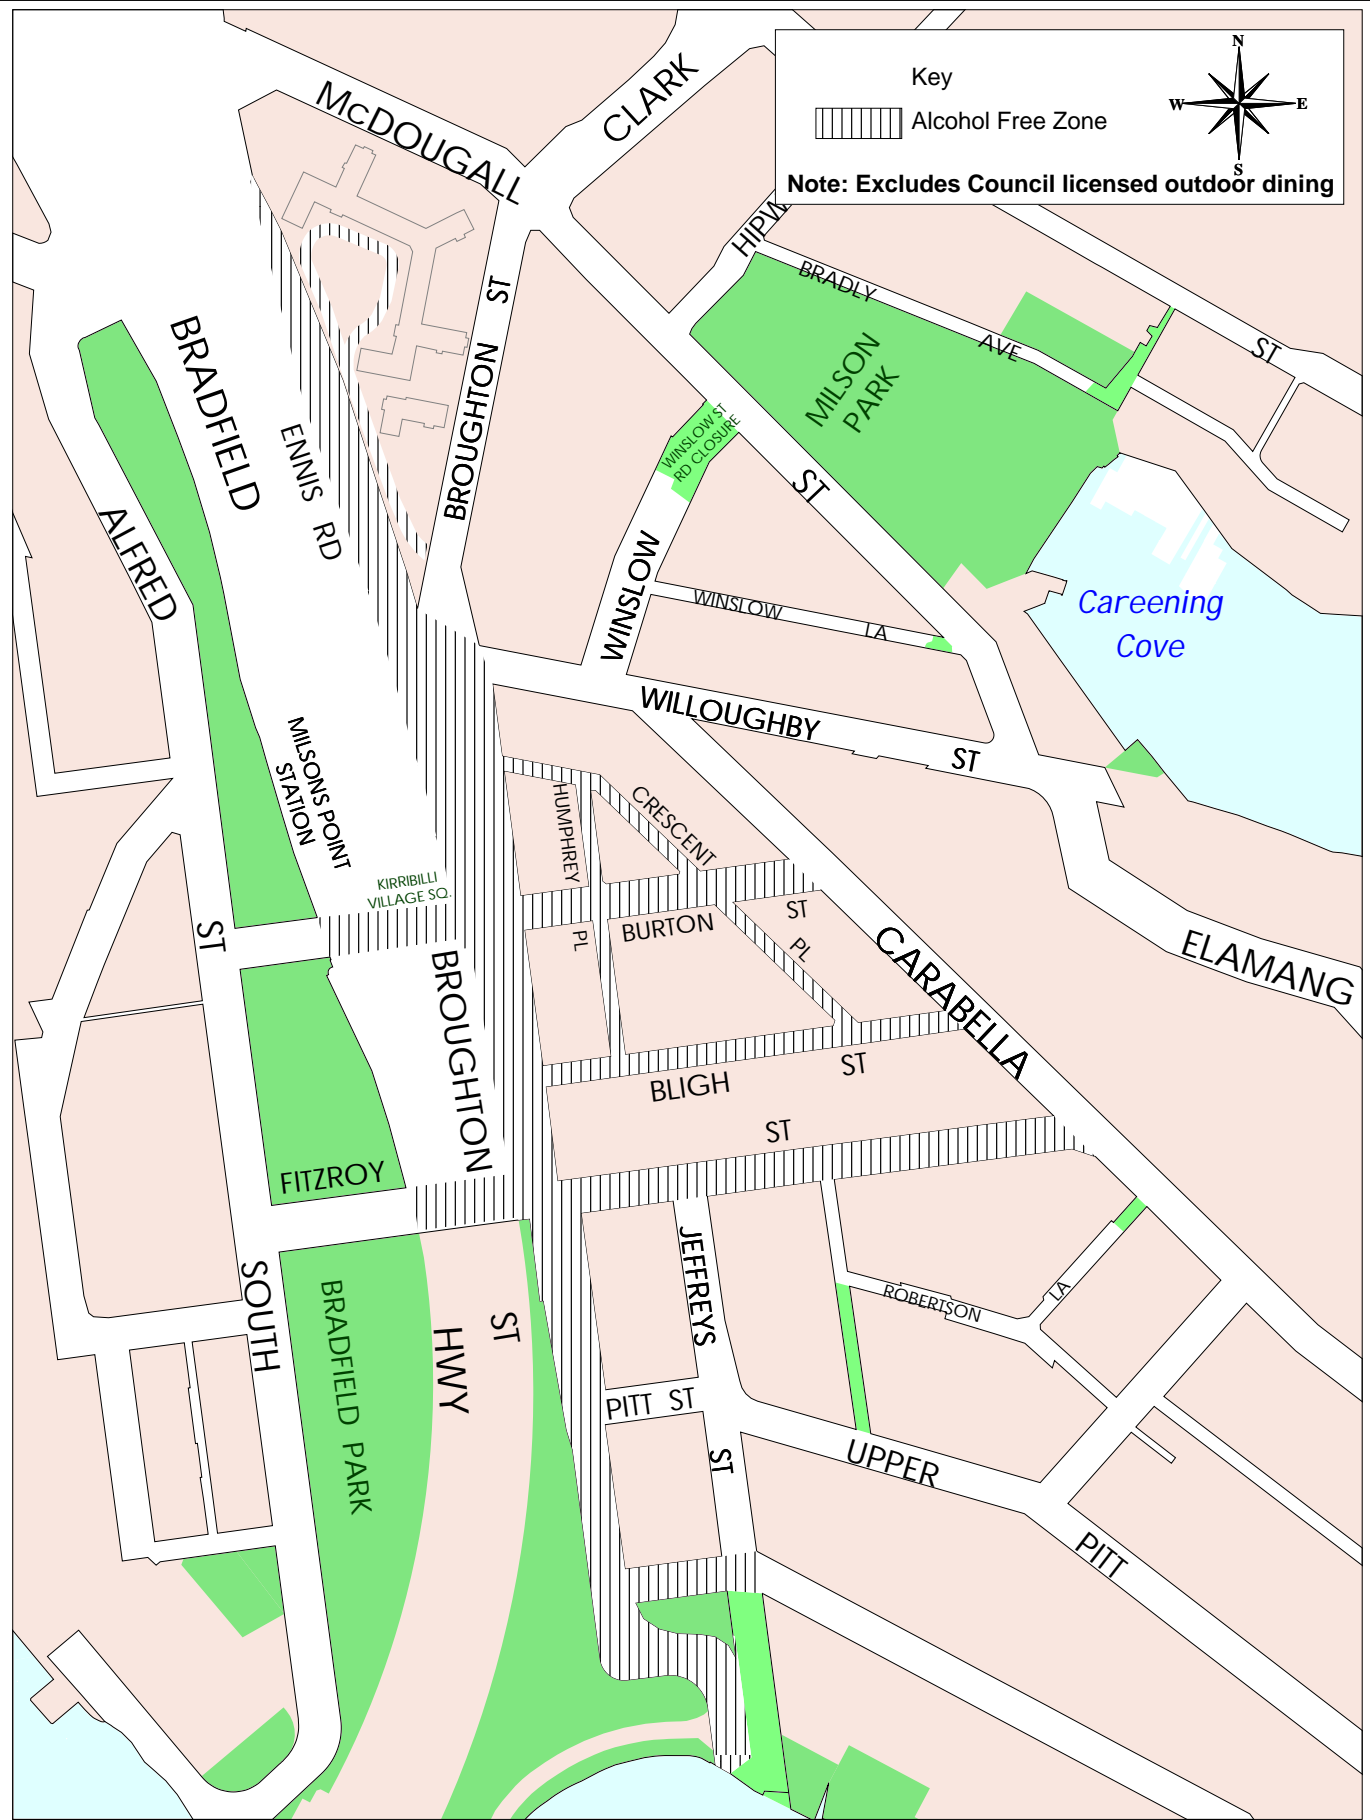 N
Key
W
E
Alcohol Free Zone
S
Note: Excludes Council licensed outdoor dining
McDOUGALL
CLARK
HIPW
BRADLY
AVE
ST
ST
BROUGHTON
MILSON
PARK
BRADFIELD
ENNIS RD
WINSLOW ST
RD CLOSURE
ST
ALFRED
WINSLOW
WINSLOW
LA
Careening
Cove
WILLOUGHBY
ST
MILSONS POINT
STATION
HUMPHREY
CRESCENT
KIRRIBILLI
VILLAGE SQ.
ST
PL
BURTON
ST
PL
CARABELLA
ELAMANG
BROUGHTON
BLIGH
ST
ST
FITZROY
JEFFREYS
SOUTH
BRADFIELD PARK
HWY
ST
ROBERTSON
LA
PITT ST
ST
UPPER
PITT